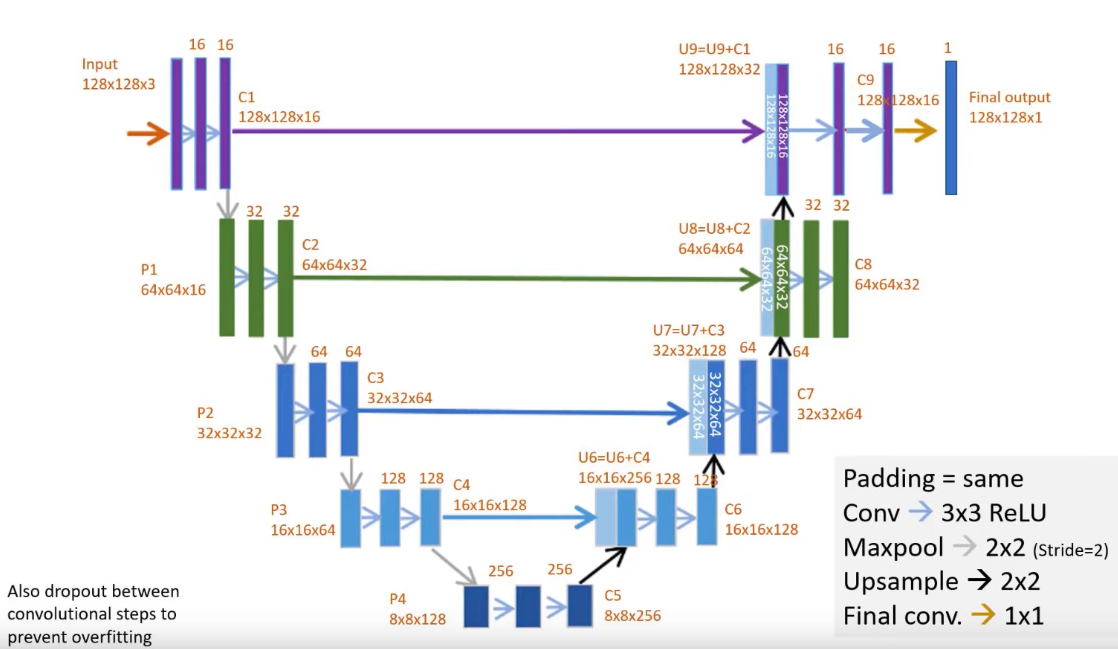 16 16
Input
128x128x3
C1
128x128x16
U9=U9+C1
128x128x32
128x128x16
128x128x16
16
16
C9
128x128x16
1
Final output
128x128x1
32
32
P1
64x64x16
C2
64x64x32
U8=U8+C2
64x64x64
64x64x32
64x64x32
32 32
C8
64x64x32
64
64
P2
32x32x32
C3
32x32x64
U7=U7+C3
32x32x128
32x32x64
32x32x64
64
64
C7
32x32x64
128 128
P3
16x16x64
C4
16x16x128
U6=U6+C4
16x16x256
128
128
C6
16x16x128
256
256
P4
8x8x128
C5
8x8x256
Also dropout between
convolutional steps to
prevent overfitting
Padding = same
Conv → 3x3 ReLU
Maxpool → 2x2 (Stride=2)
Upsample → 2x2
Final conv. → 1x1